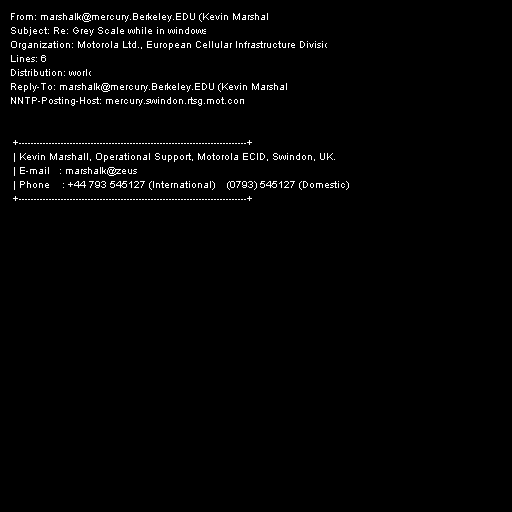 From: marshalk@mercury.Berkeley.EDU (Kevin Marshal
Subject: Re: Grey Scale while in windows
Organization: Motorola Ltd., European Cellular Infrastructure Divisic
Lines: 6
Distribution: work
Reply-To: marshalk@mercury.Berkeley.EDU (Kevin Marshal
NNTP-Posting-Host: mercury.swindon.rtsg.mot.con
+----------------------------------------------------------------------------+
| Kevin Marshall, Operational Support, Motorola ECID, Swindon, UK.
| E-mail : marshalk@zeus
| Phone : +44 793 545127 (International) (0793) 545127 (Domestic)
+----------------------------------------------------------------------------+